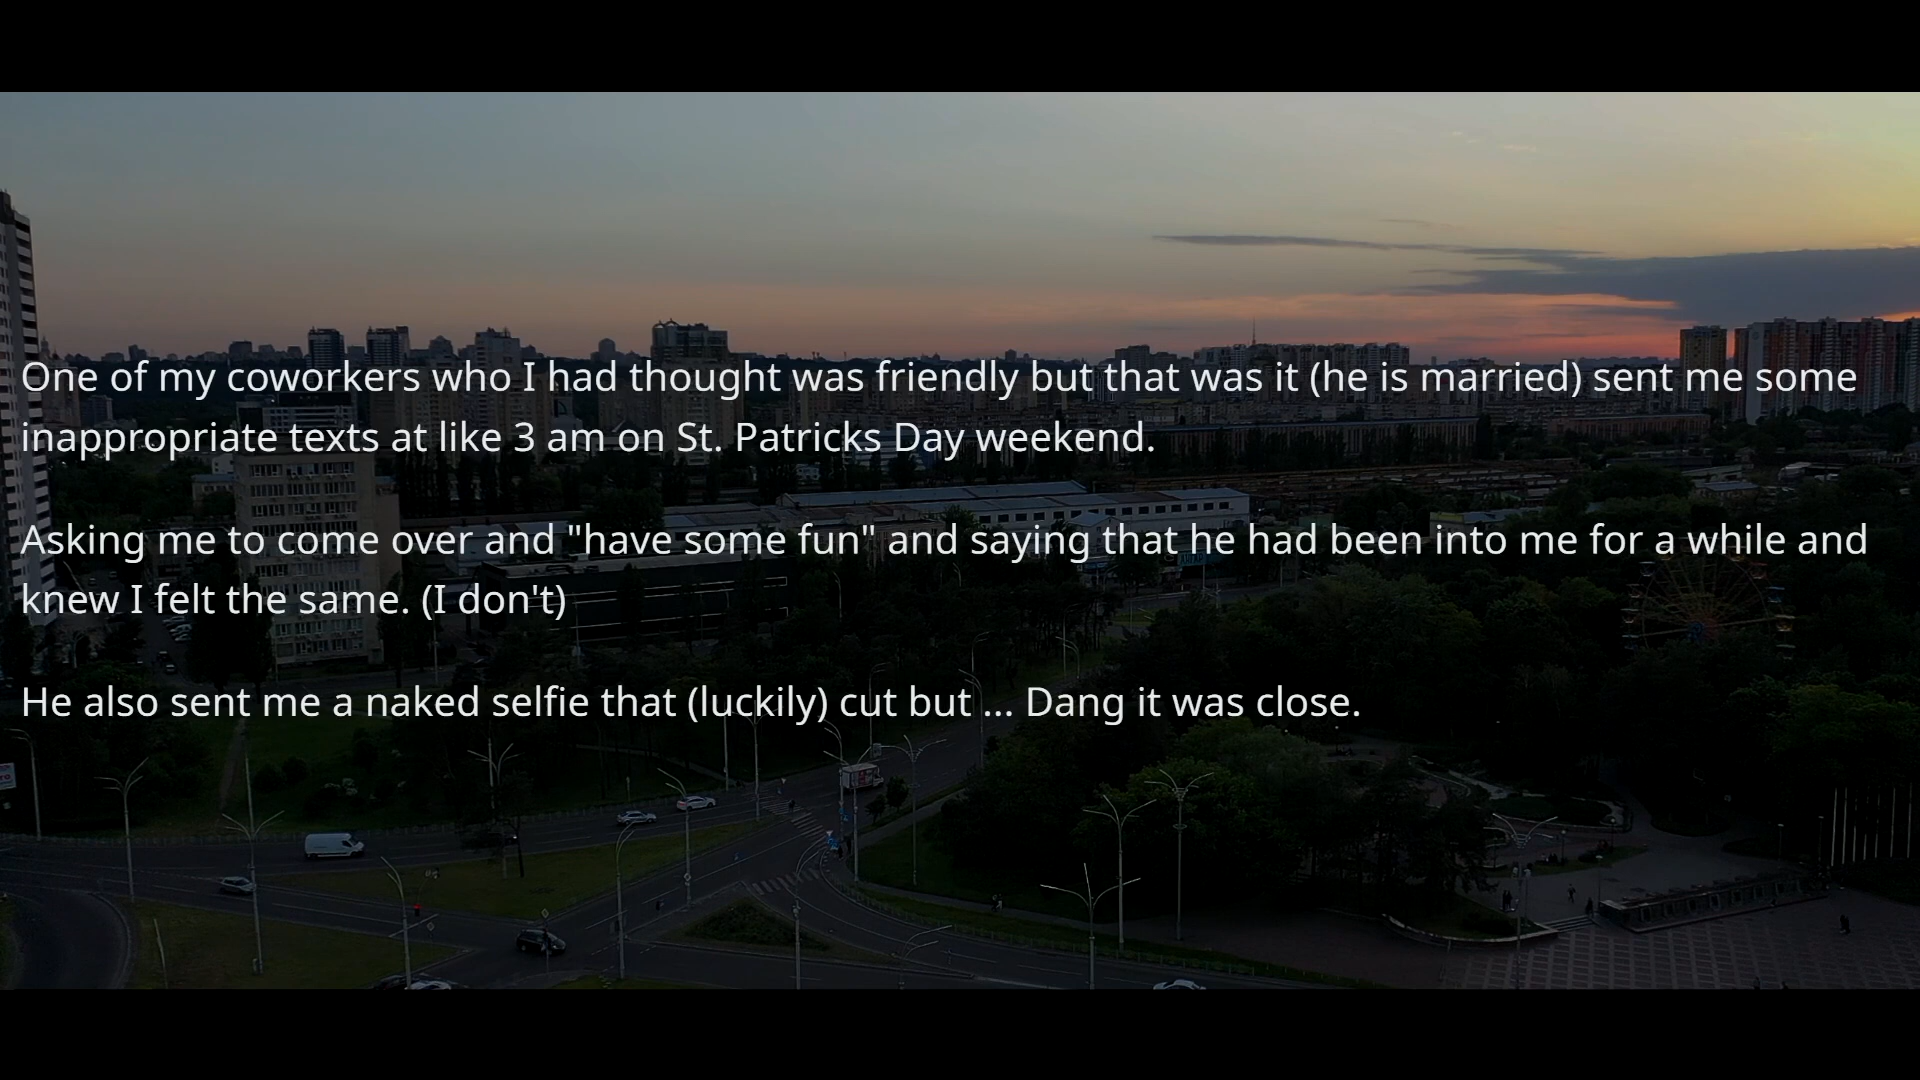 One of my coworkers who I had thought was friendly but that was it (he is married) sent me some
inappropriate texts at like 3 am on St. Patricks Day weekend.
Asking me to come over and "have some fun" and saying that he had been into me for a while and
knew I felt the same. (I don't)
He also sent me a naked selfie that (luckily) cut but ... Dang it was close.